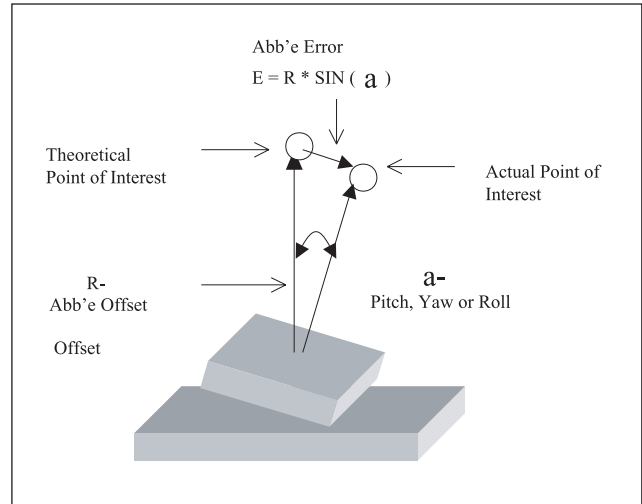 Abb'e Error
E = R * SIN ( a )
Theoretical
Point of Interest
Actual Point of
Interest
R-
Abb'e Offset
Offset
a-
Pitch, Yaw or Roll